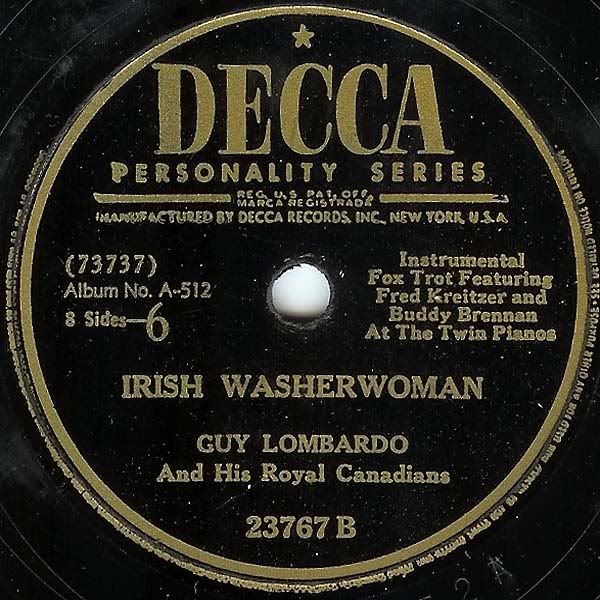 DECCA
PERSONALITY SERIES
REG. U.S. PAT. OFF.
MARCA REGISTRADA
MANUFACTURED BY DECCA RECORDS, INC., NEW YORK, U.S.A.
(73737)
Album No. A-512
8 Sides-6
Instrumental
Fox Trot Featuring
Fred Kreitzer and
Buddy Brennan
At The Twin Pianos
IRISH WASHERWOMAN
GUY LOMBARDO
And His Royal Canadians
23767 B
2 A